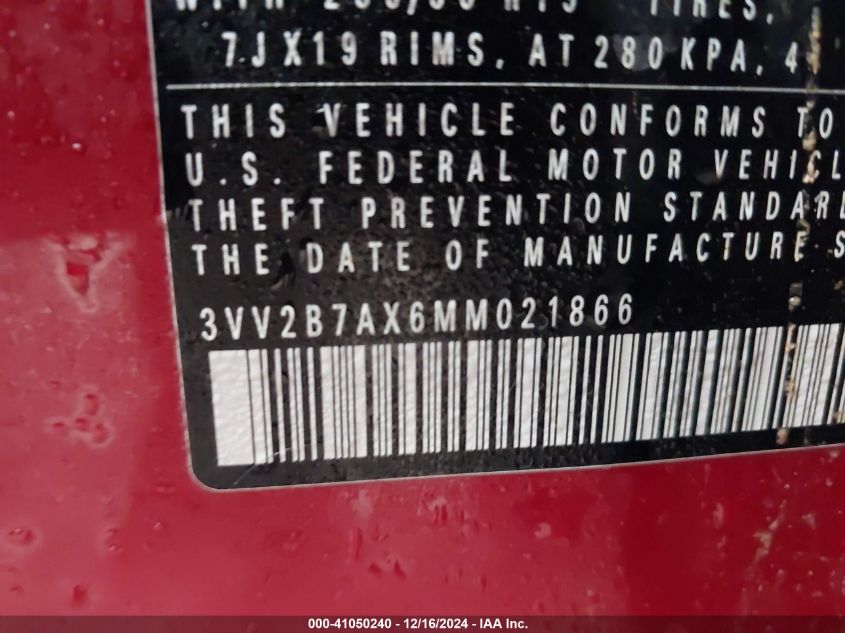 7JX19 RIMS, AT 280 KPA, 4
THIS VEHICLE CONFORMS TO
U.S. FEDERAL MOTOR VEHICL
THEFT PREVENTION STANDAR
THE DATE OF MANUFACTURE S
3VV2B7AX6MM021866
000-41050240 - 12/16/2024 - IAA Inc.